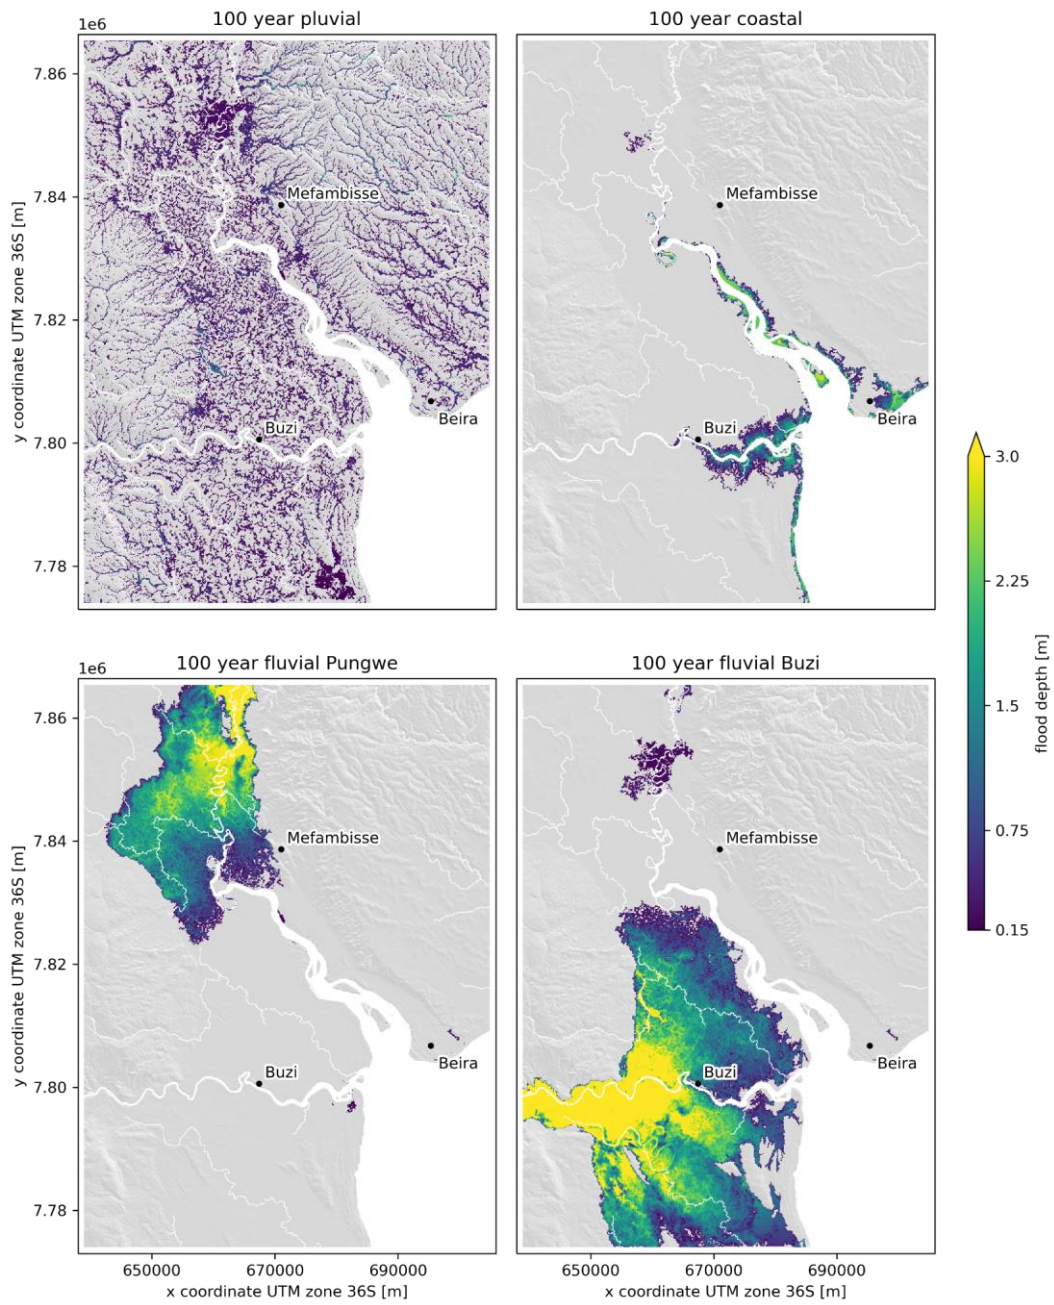 100 year pluvial
100 year coastal
1e6
7.86
7.84
7.82
7.80
7.78
y coordinate UTM zone 36S [m]
Mefambisse
Buzi
Beira
Mefambisse
Buzi
Beira
3.0
2.25
1.5
0.75
0.15
flood depth [m]
100 year fluvial Pungwe
100 year fluvial Buzi
1e6
7.86
7.84
7.82
7.80
7.78
y coordinate UTM zone 36S [m]
Mefambisse
Buzi
Beira
Mefambisse
Buzi
Beira
650000 670000 690000
x coordinate UTM zone 36S [m]
650000 670000 690000
x coordinate UTM zone 36S [m]